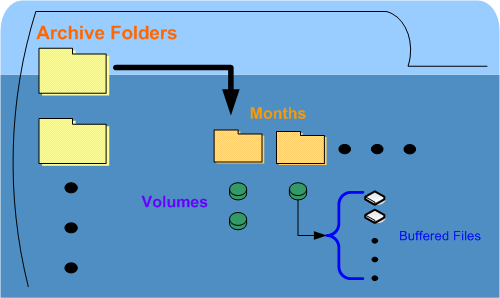 Archive Folders
Months
Volumes
Buffered Files